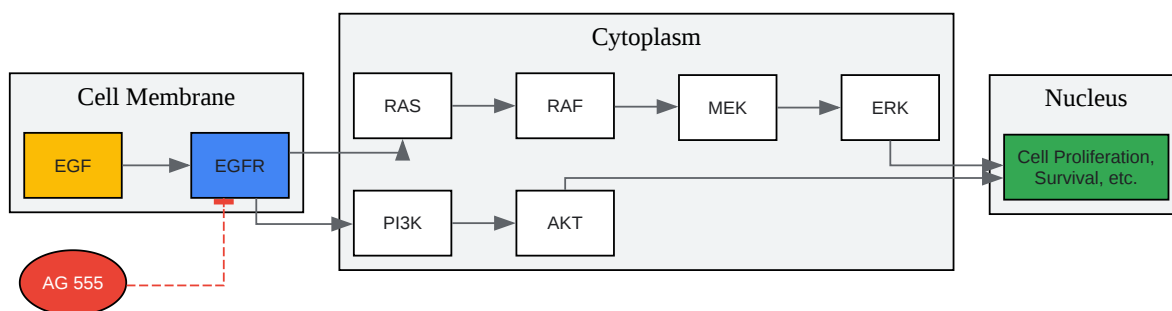 Cell Membrane
EGF
EGFR
AG 555
Cytoplasm
RAS
RAF
MEK
ERK
PI3K
AKT
Nucleus
Cell Proliferation,
Survival, etc.